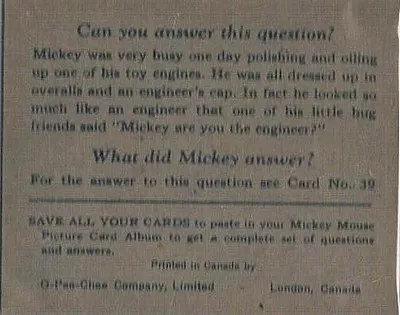 Can you answer this question?
Mickey was very busy one day polishing and oiling
up one of his toy engines. He was all dressed up in
overalls and an engineer's cap. In fact he looked so
much like an engineer that one of his little bug
friends said "Mickey are you the engineer?"
What did Mickey answer?
For the answer to this question see Card No. 39
SAVE ALL YOUR CARDS to paste in your Mickey Mouse
Picture Card Album to get a complete set of questions
and answers.
Printed in Canada by
O-Pee-Chee Company, Limited London, Canada